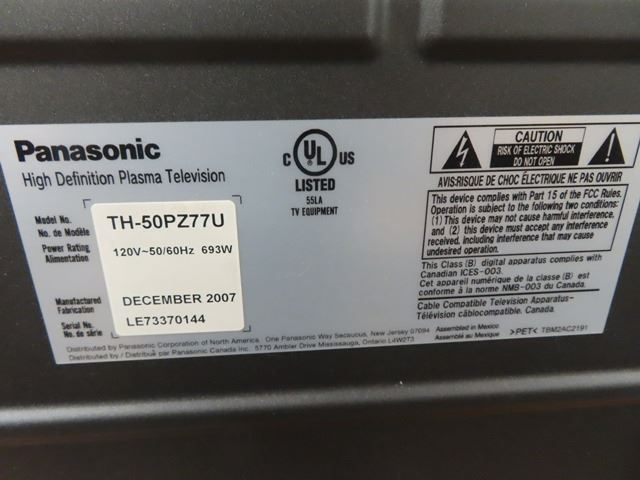 Panasonic
High Definition Plasma Television
Model No.
No. de Modèle
TH-50PZ77U
Power Rating
Alimentation
120V~50/60Hz 693W
Manufactured
Fabrication
DECEMBER 2007
Serial No.
No. de Série
LE73370144
C UL US
LISTED
55LA
TV EQUIPMENT
CAUTION
RISK OF ELECTRIC SHOCK
DO NOT OPEN
AVIS:RISQUE DE CHOC ÉLECTRIQUE NE PAS OUVRIR
This device complies with Part 15 of the FCC Rules.
Operation is subject to the following two conditions:
(1) This device may not cause harmful interference,
and (2) this device must accept any interference
received, including interference that may cause
undesired operation.
This Class (B) digital apparatus complies with
Canadian ICES-003.
Cet appareil numérique de la classe (B) est
conforme à la norme NMB-003 du Canada.
Cable Compatible Television Apparatus-
Télévision câblocompatible.
Distributed by Panasonic Corporation of North America. One Panasonic Way Secaucus, New Jersey 07094
Distributed by / Distribué par Panasonic Canada Inc. 5770 Ambler Drive Mississauga, Ontario L4W2T3
Assembled in Mexico
Assemblé en Mexique
>PET< TBM2AC2191